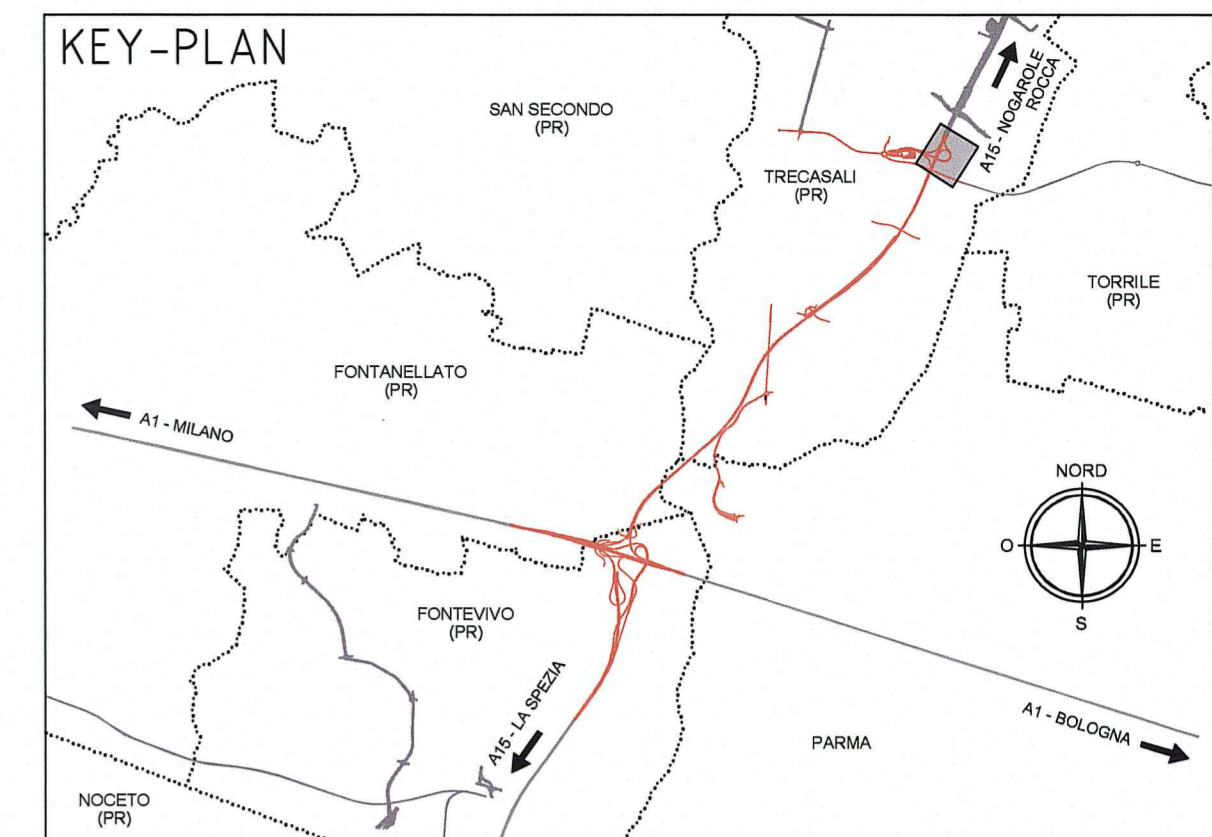 KEY-PLAN
SAN SECONDO
(PR)
A15 - NOGAROLE
ROCCA
TRECASALI
(PR)
TORRILE
(PR)
FONTANELLATO
(PR)
A1 - MILANO
NORD
O
E
S
FONTEVIVO
(PR)
A15 - LA SPEZIA
A1 - BOLOGNA
PARMA
NOCETO
(PR)